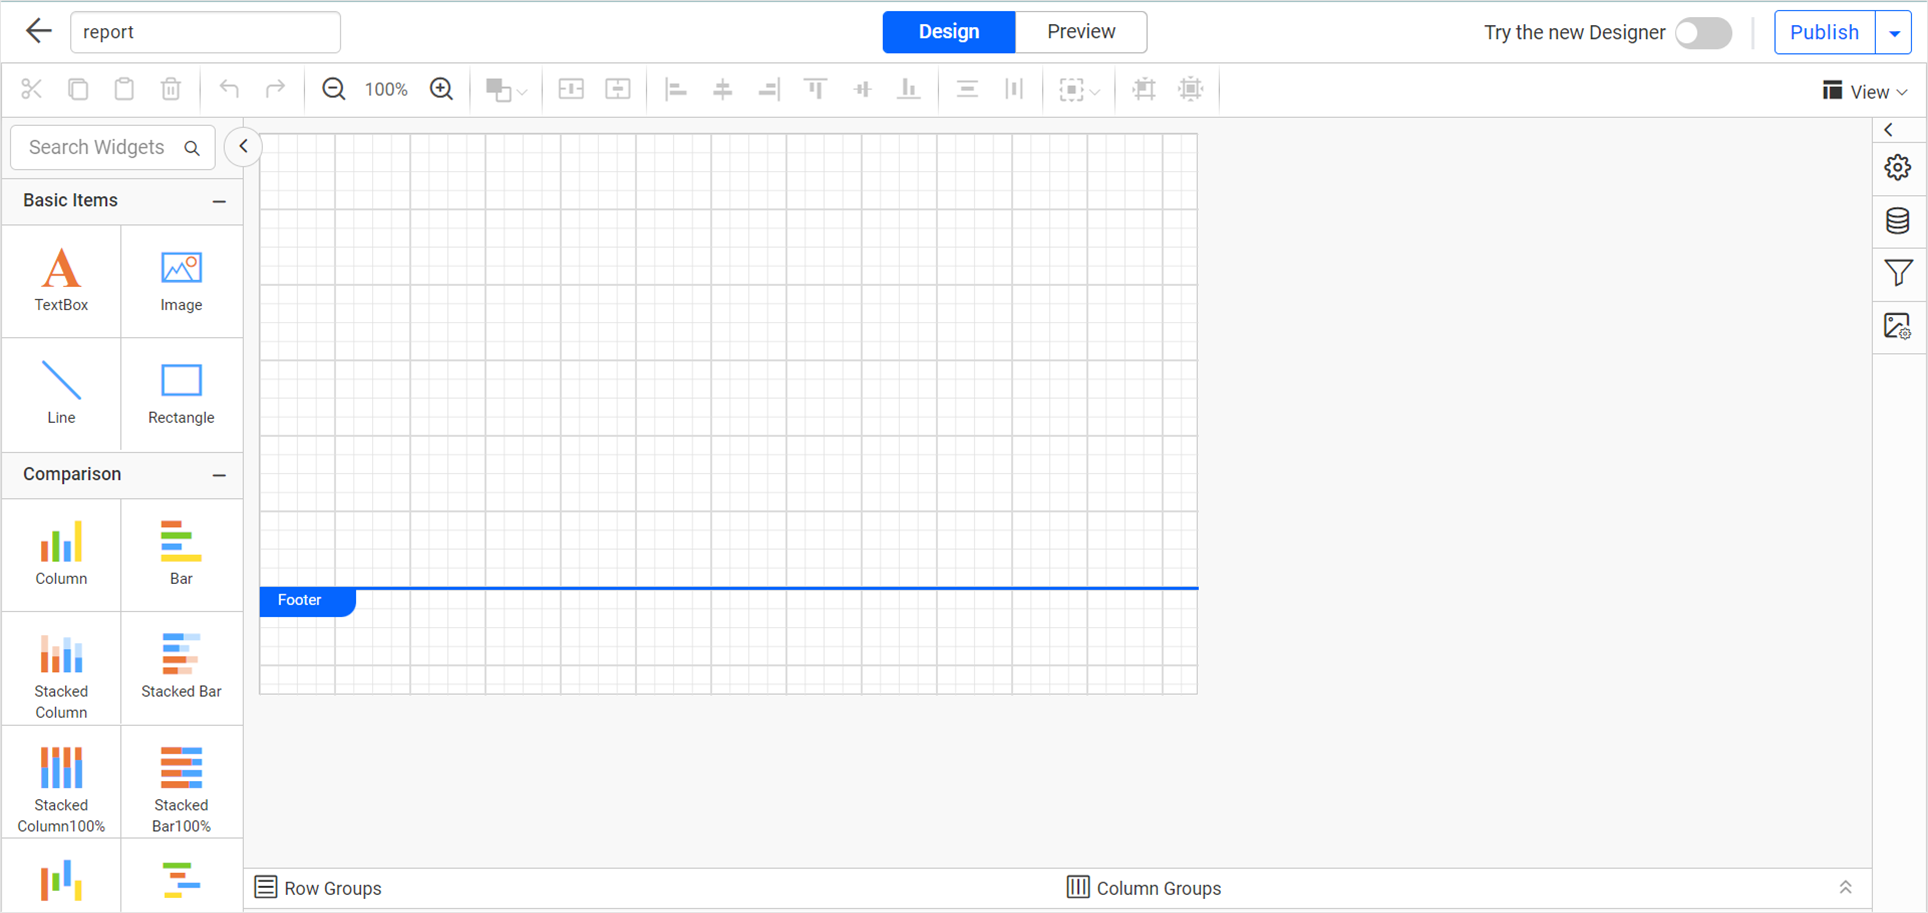 report
Design
Preview
Try the new Designer
Publish
100%
View
Search Widgets
Basic Items
TextBox
Image
Line
Rectangle
Comparison
Column
Bar
Stacked
Column
Stacked Bar
Stacked
Column100%
Stacked
Bar100%
Footer
Row Groups
Column Groups